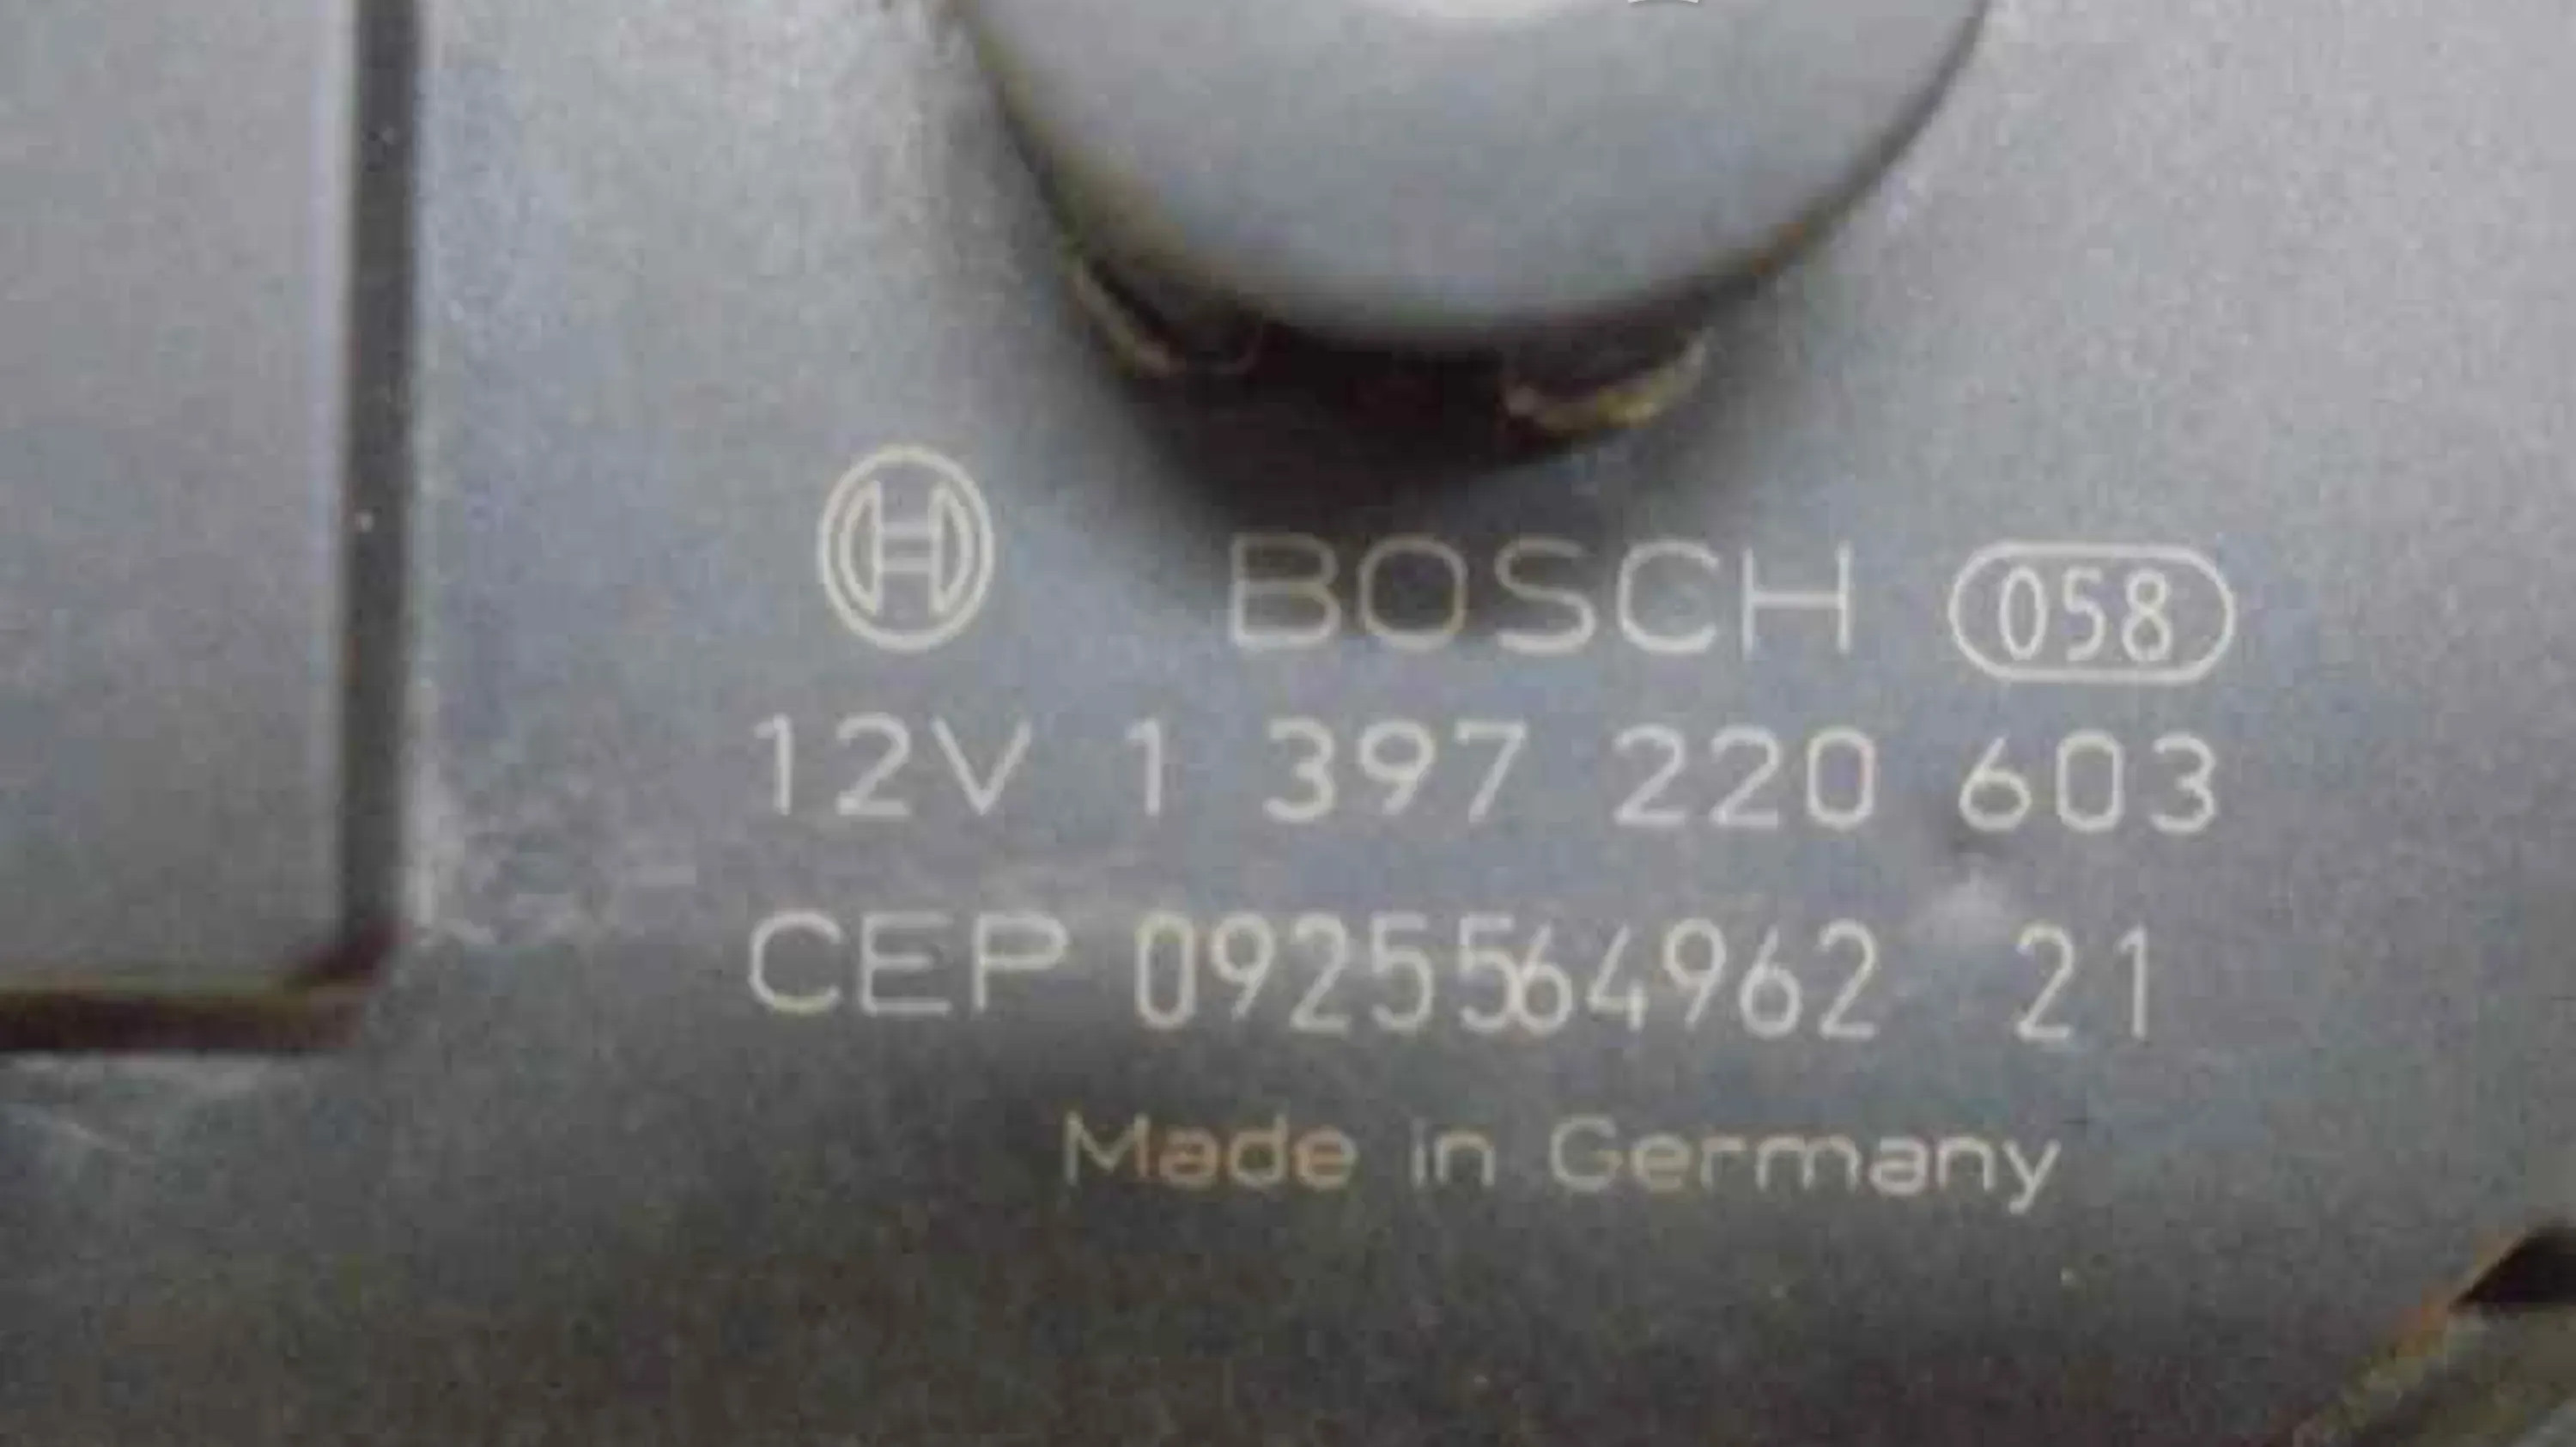 BOSCH 058
12V 1 397 220 603
CEP 0925564962 21
Made in Germany